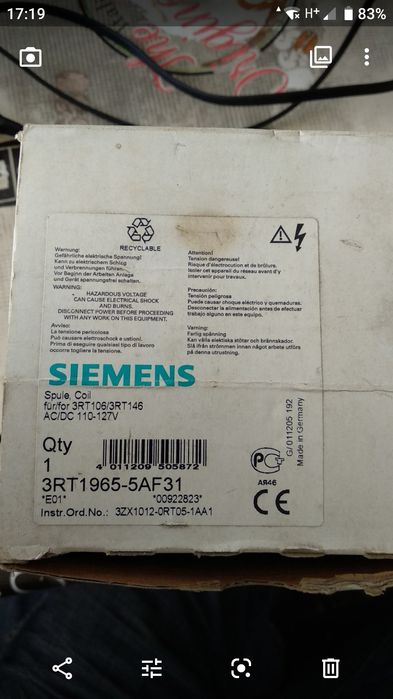 17:19
H+
83%
RECYCLABLE
Warnung:
Gefährliche elektrische Spannung!
Kann zu elektrischem Schlag
und Verbrennungen führen.
Vor Beginn der Arbeiten Anlage
und Gerät spannungsfrei schalten.
WARNING:
HAZARDOUS VOLTAGE
CAN CAUSE ELECTRICAL SHOCK
AND BURNS.
DISCONNECT POWER BEFORE PROCEEDING
WITH ANY WORK ON THIS EQUIPMENT.
Avviso:
La tensione pericolosa
Può causare elettroschock e ustioni.
Prima di eseguire qualsiasi tipo di lavoro
occorre togliere la tensione.
Attention!
Tension dangereuse!
Risque d'électrocution et de brûlure.
Isoler cet appareil du réseau avant d'y
intervenir pour travaux.
Precaución:
Tensión peligrosa
Puede causar choque eléctrico y quemaduras.
Desconectar la alimentación antes de efectuar
trabajo alguno en este equipo.
Varning:
Farlig spänning
Kan vålla elektiska stötar och brännskador.
Slå ifrån strömmen innan något arbete utförs
på denna utrustning.
SIEMENS
Spule, Coil
für/for 3RT106/3RT146
AC/DC 110-127V
Qty
1
4 011209 505872
3RT1965-5AF31
*E01*
*00922823*
Instr.Ord.No.: 3ZX1012-0RT05-1AA1
АЯ46
CE
G/011205 192
Made in Germany